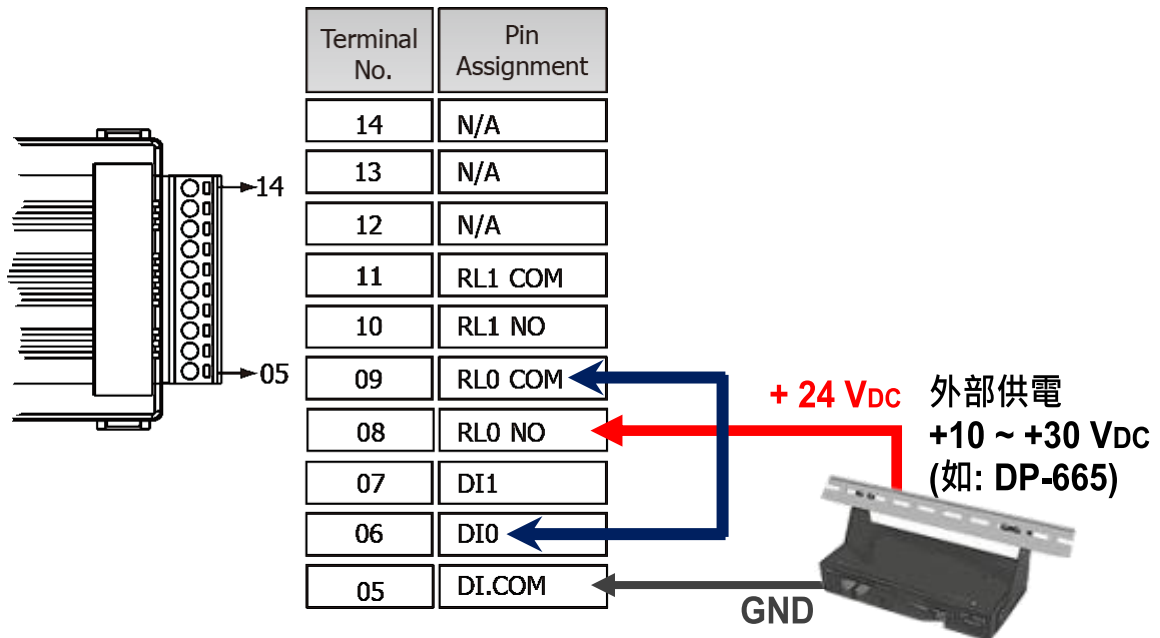 Terminal No. Pin Assignment
14 N/A
13 N/A
12 N/A
11 RL1 COM
10 RL1 NO
09 RL0 COM
08 RL0 NO
07 DI1
06 DI0
05 DI.COM
14
05
+ 24 VDC
外部供電
+10 ~ +30 VDC
(如: DP-665)
GND